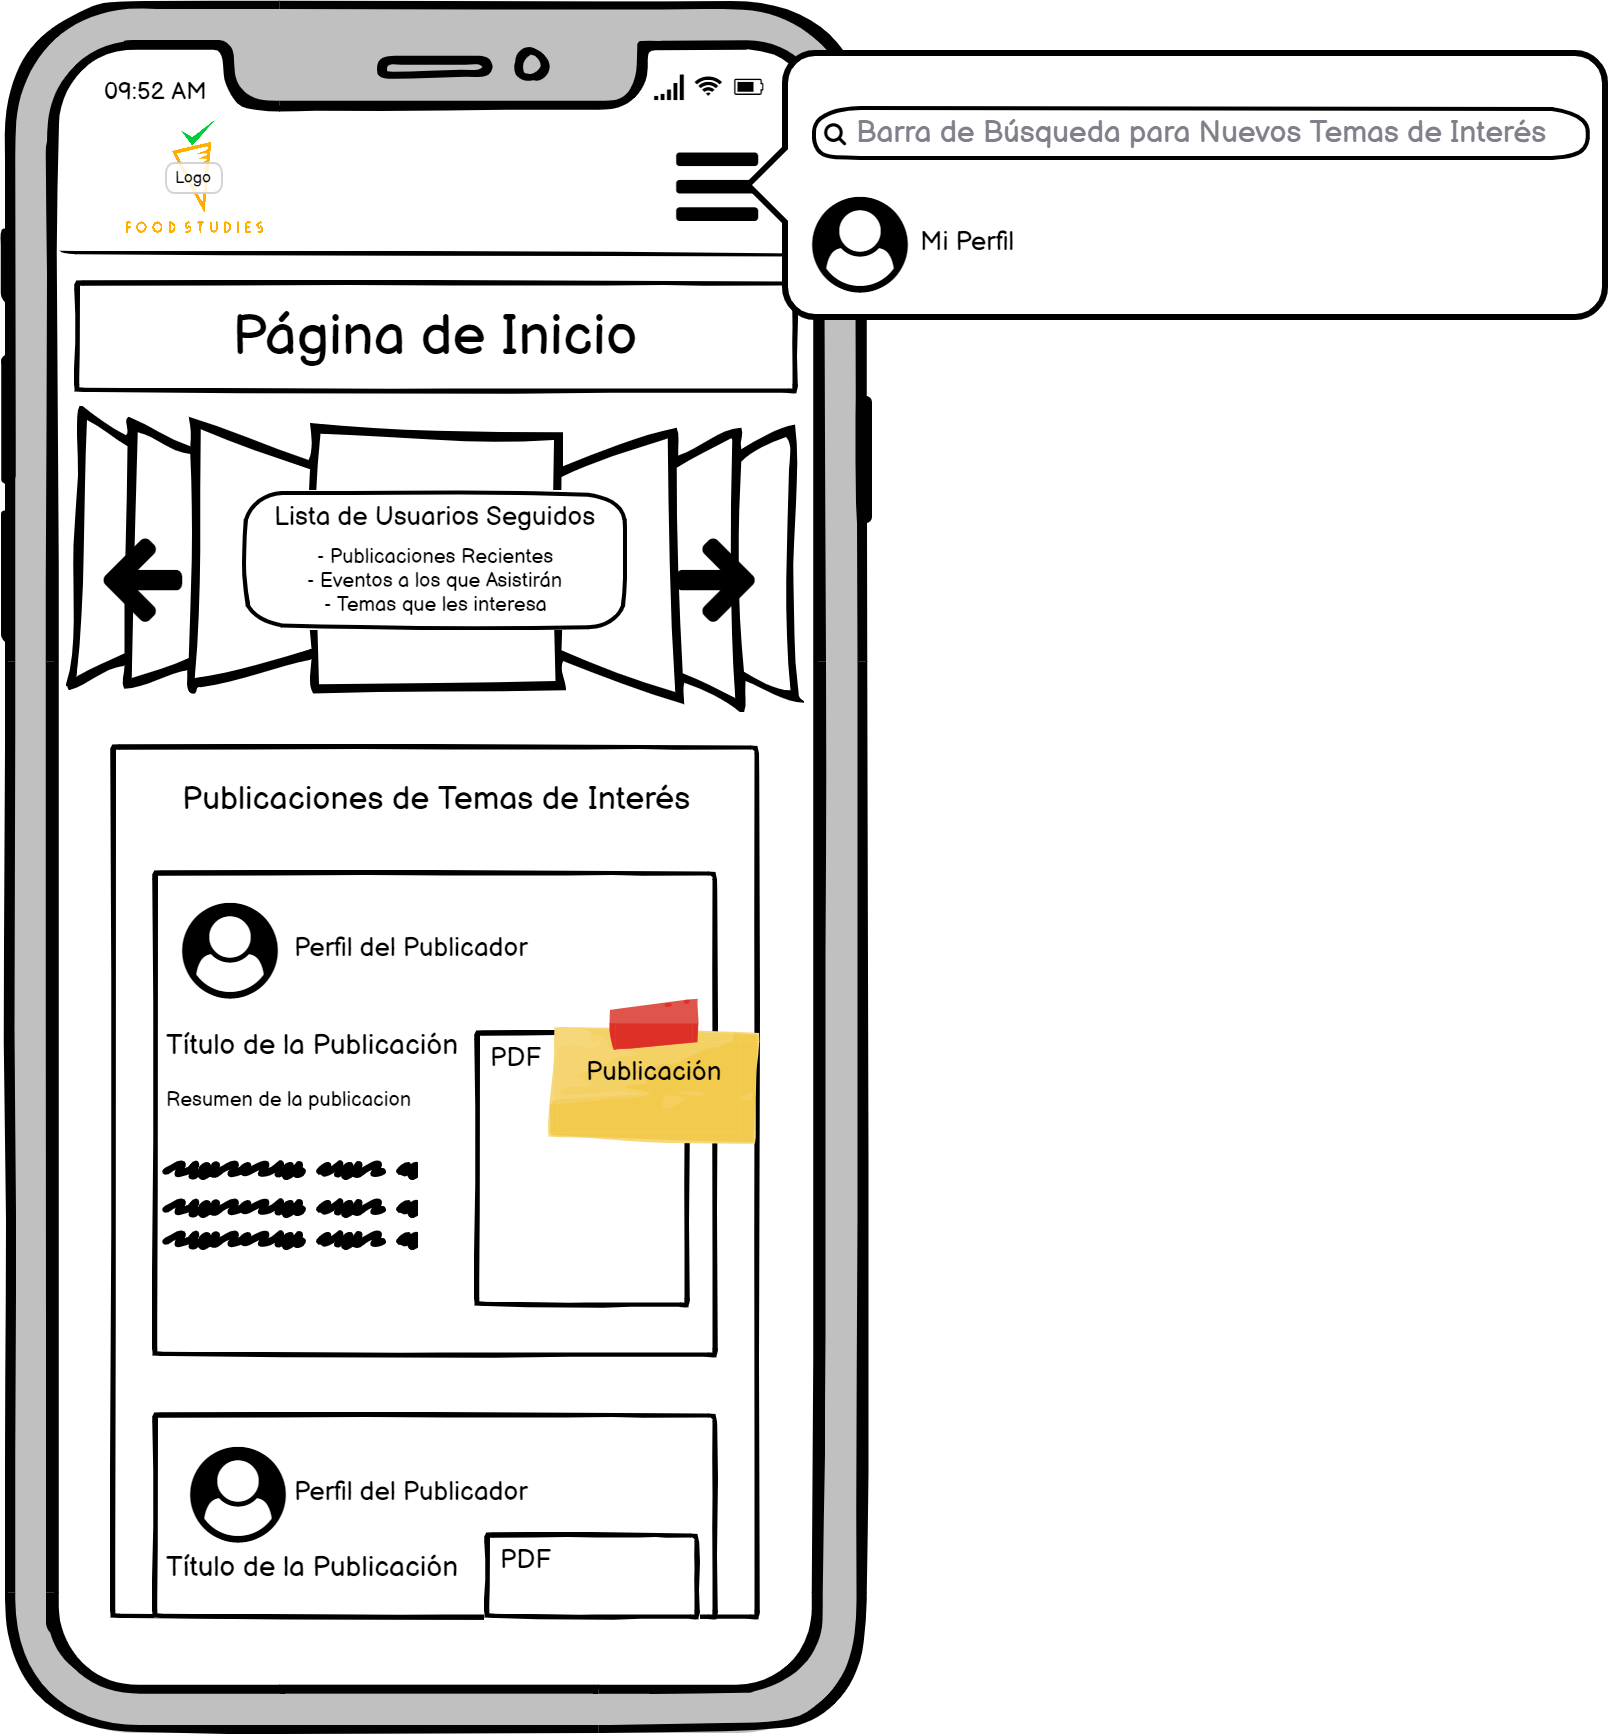 09:52 AM
Logo
FOOD STUDIES
Barra de Búsqueda para Nuevos Temas de Interés
Mi Perfil
Página de Inicio
Lista de Usuarios Seguidos
- Publicaciones Recientes
- Eventos a los que Asistirán
- Temas que les interesa
Publicaciones de Temas de Interés
Perfil del Publicador
Título de la Publicación
Resumen de la publicacion
PDF
Publicación
Perfil del Publicador
Título de la Publicación
PDF